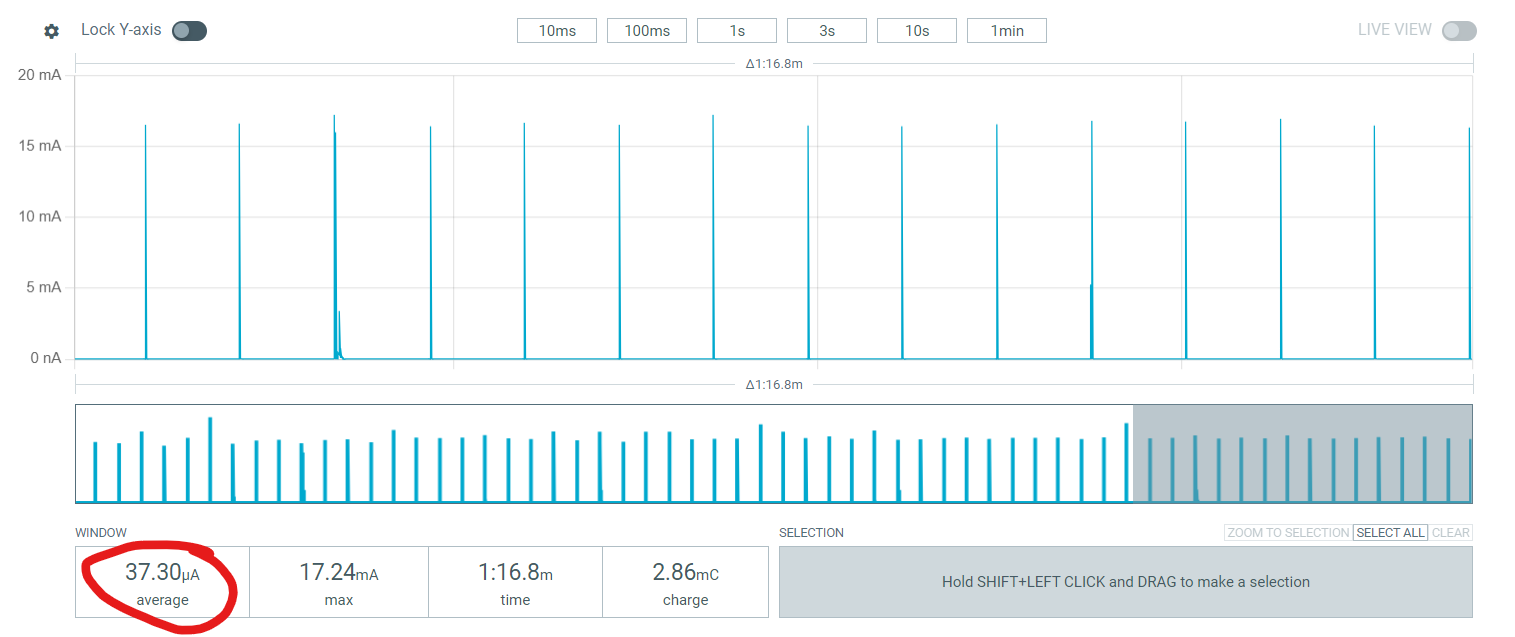 Lock Y-axis 10ms 100ms 1s 3s 10s 1min LIVE VIEW
Δ1:16.8m
20 mA
15 mA
10 mA
5 mA
0 nA
Δ1:16.8m
WINDOW SELECTION ZOOM TO SELECTION SELECT ALL CLEAR
37.30μA 17.24mA 1:16.8m 2.86mC
average max time charge
Hold SHIFT+LEFT CLICK and DRAG to make a selection